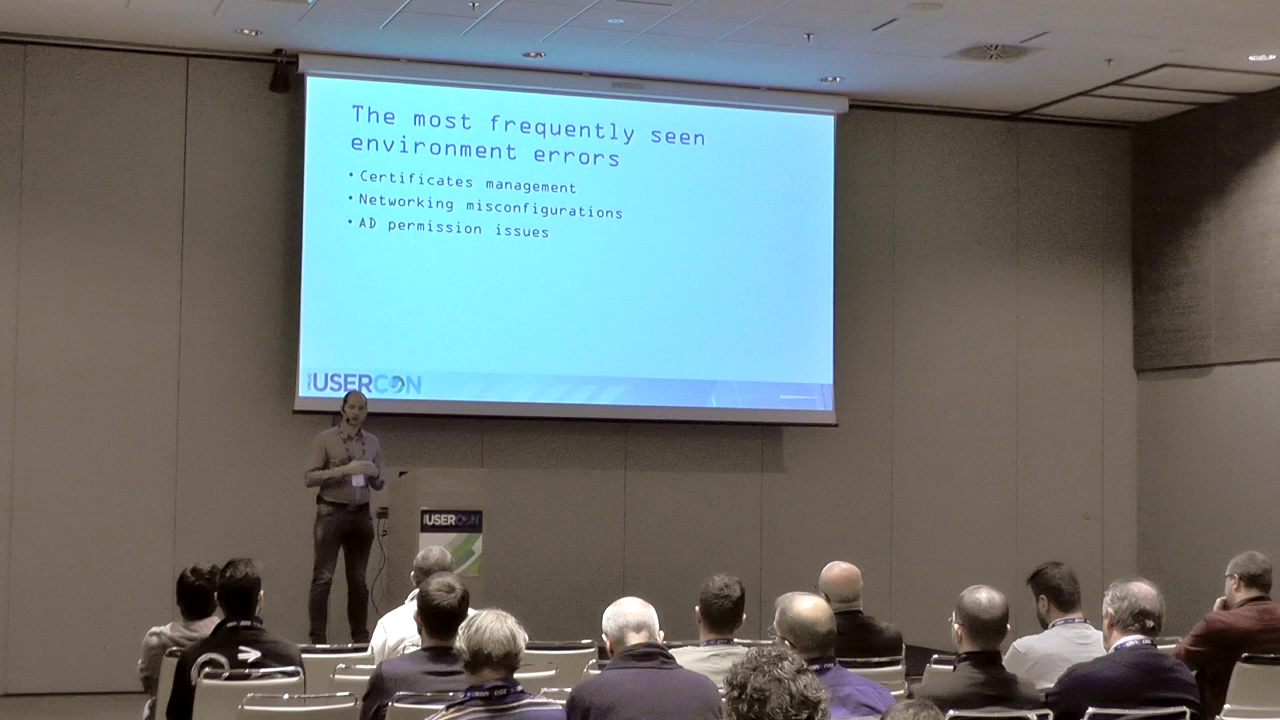 The most frequently seen
environment errors
• Certificates management
• Networking misconfigurations
• AD permission issues
USERCON
USERCON